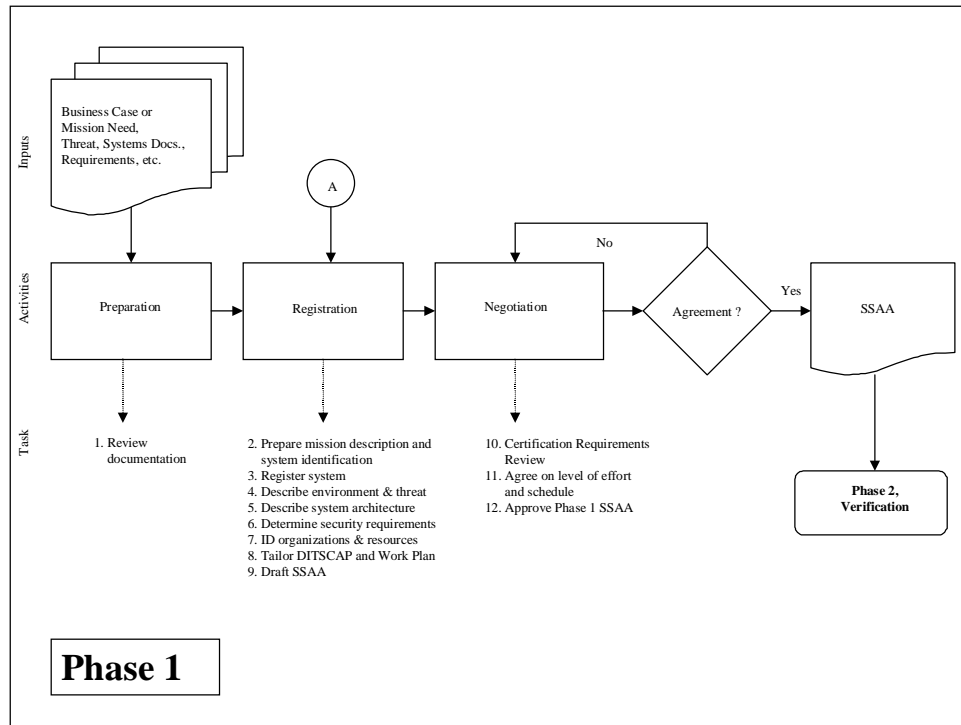 Inputs
Business Case or
Mission Need,
Threat, Systems Docs.,
Requirements, etc.
A
No
Activities
Preparation
Registration
Negotiation
Agreement ?
Yes
SSAA
Task
1. Review
documentation
2. Prepare mission description and
system identification
3. Register system
4. Describe environment & threat
5. Describe system architecture
6. Determine security requirements
7. ID organizations & resources
8. Tailor DITSCAP and Work Plan
9. Draft SSAA
10. Certification Requirements
Review
11. Agree on level of effort
and schedule
12. Approve Phase 1 SSAA
Phase 2,
Verification
Phase 1